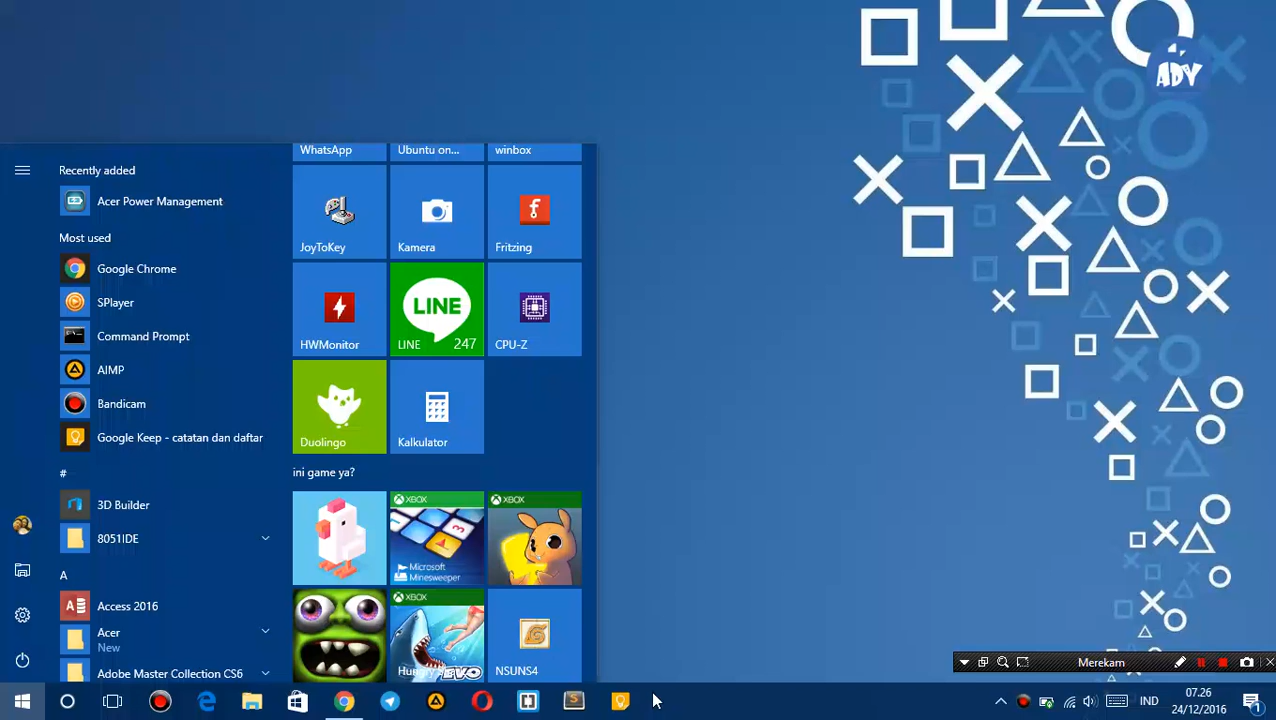 ADY
WhatsApp
Ubuntu on...
winbox
Recently added
Acer Power Management
Most used
Google Chrome
SPlayer
Command Prompt
AIMP
Bandicam
Google Keep - catatan dan daftar
#
3D Builder
8051IDE
A
Access 2016
Acer
New
Adobe Master Collection CS6
JoyToKey
Kamera
Fritzing
HWMonitor
LINE
LINE
247
CPU-Z
Duolingo
Kalkulator
ini game ya?
XBOX
Microsoft
Minesweeper
XBOX
XBOX
EVO
NSUNS4
Merekam
IND
07.26
24/12/2016
1